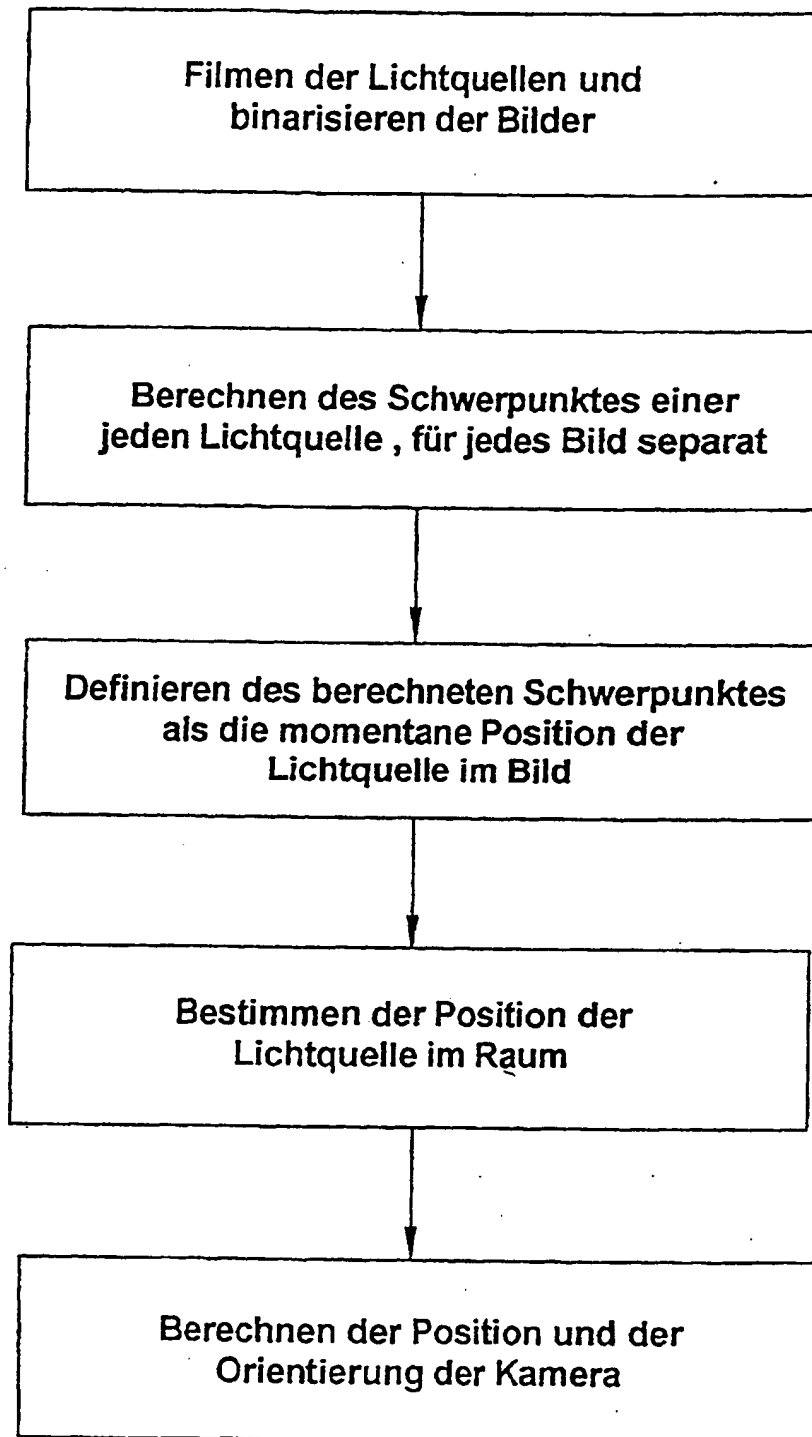 Filmen der Lichtquellen und
binarisieren der Bilder
Berechnen des Schwerpunktes einer
jeden Lichtquelle , für jedes Bild separat
Definieren des berechneten Schwerpunktes
als die momentane Position der
Lichtquelle im Bild
Bestimmen der Position der
Lichtquelle im Raum
Berechnen der Position und der
Orientierung der Kamera